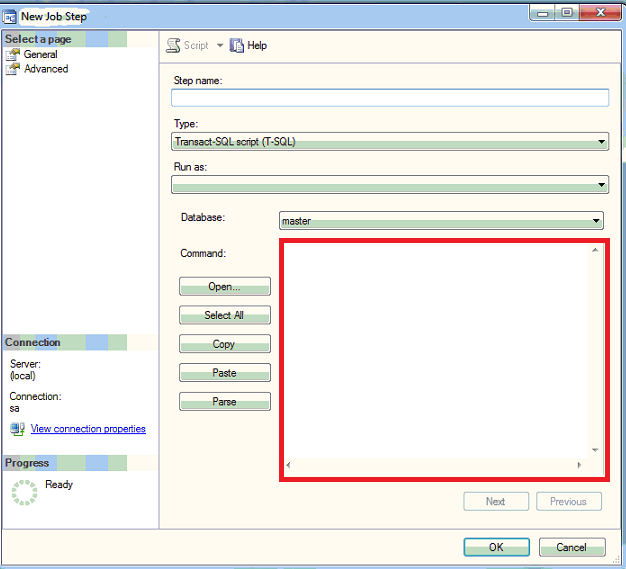 New Job Step
Select a page
General
Advanced
Script
Help
Step name:
Type:
Transact-SQL script (T-SQL)
Run as:
Database:
master
Command:
Open...
Select All
Copy
Paste
Parse
Connection
Server:
(local)
Connection:
sa
View connection properties
Progress
Ready
Next
Previous
OK
Cancel